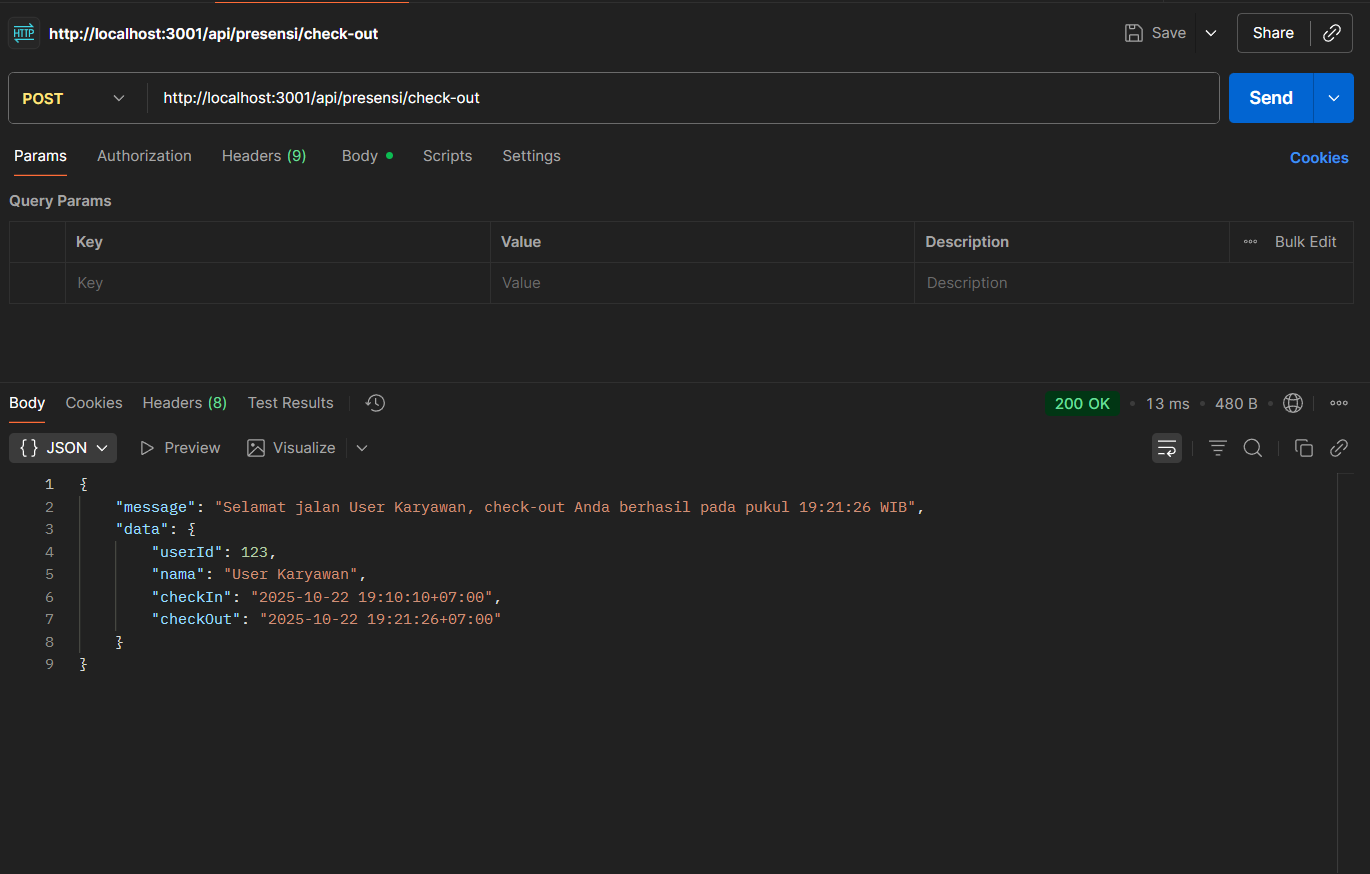 HTTP http://localhost:3001/api/presensi/check-out Save Share
POST http://localhost:3001/api/presensi/check-out Send
Params Authorization Headers (9) Body Scripts Settings Cookies
Query Params
Key Value Description Bulk Edit
Key Value Description
Body Cookies Headers (8) Test Results 200 OK 13 ms 480 B
{} JSON Preview Visualize
1 {
2 "message": "Selamat jalan User Karyawan, check-out Anda berhasil pada pukul 19:21:26 WIB",
3 "data": {
4 "userId": 123,
5 "nama": "User Karyawan",
6 "checkIn": "2025-10-22 19:10:10+07:00",
7 "checkOut": "2025-10-22 19:21:26+07:00"
8 }
9 }